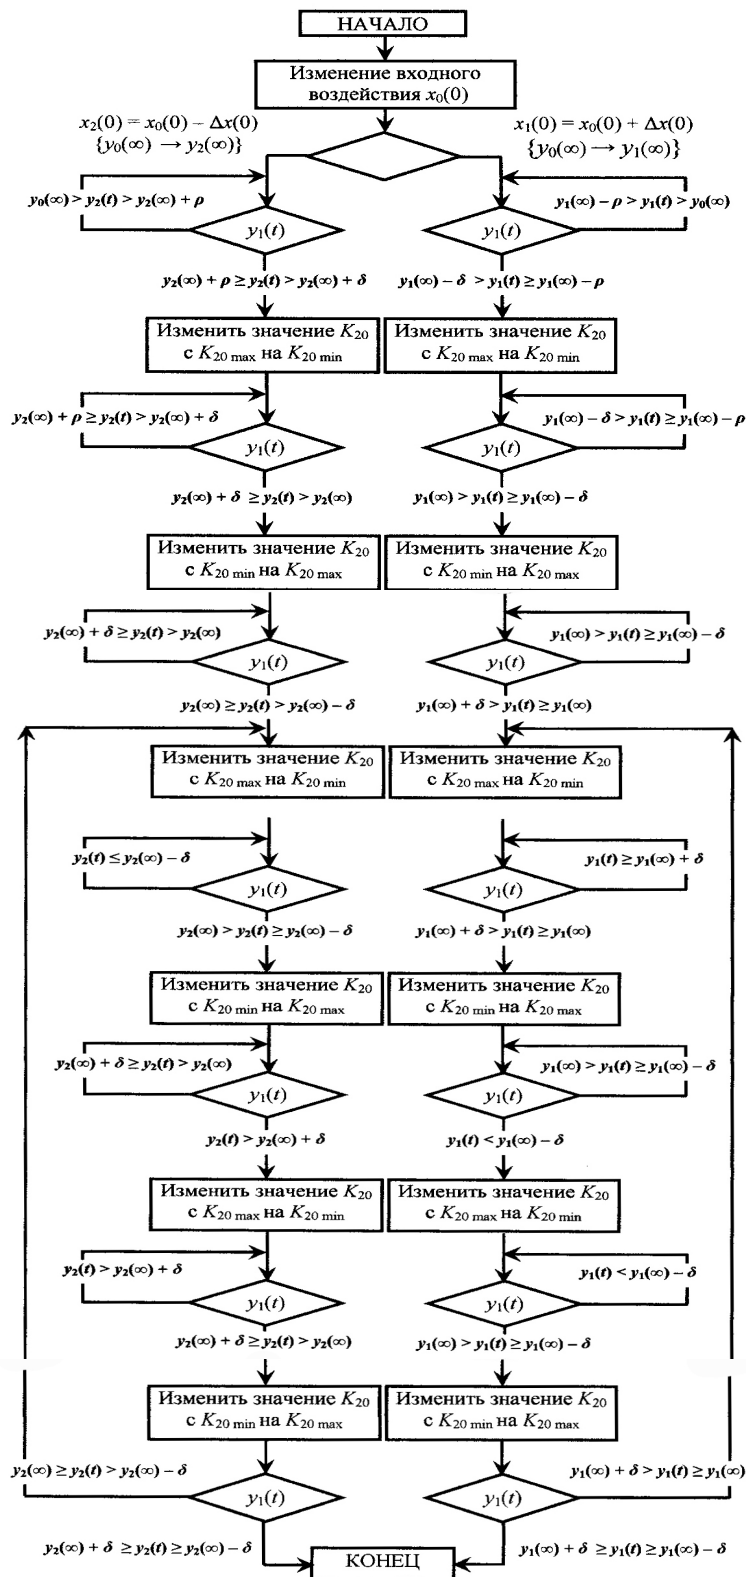 НАЧАЛО
Изменение входного
воздействия x₀(0)
x₂(0) = x₀(0) – Δx(0)
{y₀(∞) → y₂(∞)}
x₁(0) = x₀(0) + Δx(0)
{y₀(∞) → y₁(∞)}
y₀(∞) > y₂(t) > y₂(∞) + ρ
y₁(∞) – ρ > y₁(t) > y₀(∞)
y₁(t)
y₁(t)
y₂(∞) + ρ ≥ y₂(t) > y₂(∞) + δ
y₁(∞) – δ > y₁(t) ≥ y₁(∞) – ρ
Изменить значение K₂₀
с K₂₀ max на K₂₀ min
Изменить значение K₂₀
с K₂₀ max на K₂₀ min
y₂(∞) + ρ ≥ y₂(t) > y₂(∞) + δ
y₁(∞) – δ > y₁(t) ≥ y₁(∞) – ρ
y₁(t)
y₁(t)
y₂(∞) + δ ≥ y₂(t) > y₂(∞)
y₁(∞) > y₁(t) ≥ y₁(∞) – δ
Изменить значение K₂₀
с K₂₀ min на K₂₀ max
Изменить значение K₂₀
с K₂₀ min на K₂₀ max
y₂(∞) + δ ≥ y₂(t) > y₂(∞)
y₁(∞) > y₁(t) ≥ y₁(∞) – δ
y₁(t)
y₁(t)
y₂(∞) ≥ y₂(t) > y₂(∞) – δ
y₁(∞) + δ > y₁(t) ≥ y₁(∞)
Изменить значение K₂₀
с K₂₀ max на K₂₀ min
Изменить значение K₂₀
с K₂₀ max на K₂₀ min
y₂(t) ≤ y₂(∞) – δ
y₁(t) ≥ y₁(∞) + δ
y₁(t)
y₁(t)
y₂(∞) > y₂(t) ≥ y₂(∞) – δ
y₁(∞) + δ > y₁(t) ≥ y₁(∞)
Изменить значение K₂₀
с K₂₀ min на K₂₀ max
Изменить значение K₂₀
с K₂₀ min на K₂₀ max
y₂(∞) + δ ≥ y₂(t) > y₂(∞)
y₁(∞) > y₁(t) ≥ y₁(∞) – δ
y₁(t)
y₁(t)
y₂(t) > y₂(∞) + δ
y₁(t) < y₁(∞) – δ
Изменить значение K₂₀
с K₂₀ max на K₂₀ min
Изменить значение K₂₀
с K₂₀ max на K₂₀ min
y₂(t) > y₂(∞) + δ
y₁(t) < y₁(∞) – δ
y₁(t)
y₁(t)
y₂(∞) + δ ≥ y₂(t) > y₂(∞)
y₁(∞) > y₁(t) ≥ y₁(∞) – δ
Изменить значение K₂₀
с K₂₀ min на K₂₀ max
Изменить значение K₂₀
с K₂₀ min на K₂₀ max
y₂(∞) ≥ y₂(t) > y₂(∞) – δ
y₁(∞) + δ > y₁(t) ≥ y₁(∞)
y₁(t)
y₁(t)
y₂(∞) + δ ≥ y₂(t) ≥ y₂(∞) – δ
y₁(∞) + δ ≥ y₁(t) ≥ y₁(∞) – δ
КОНЕЦ